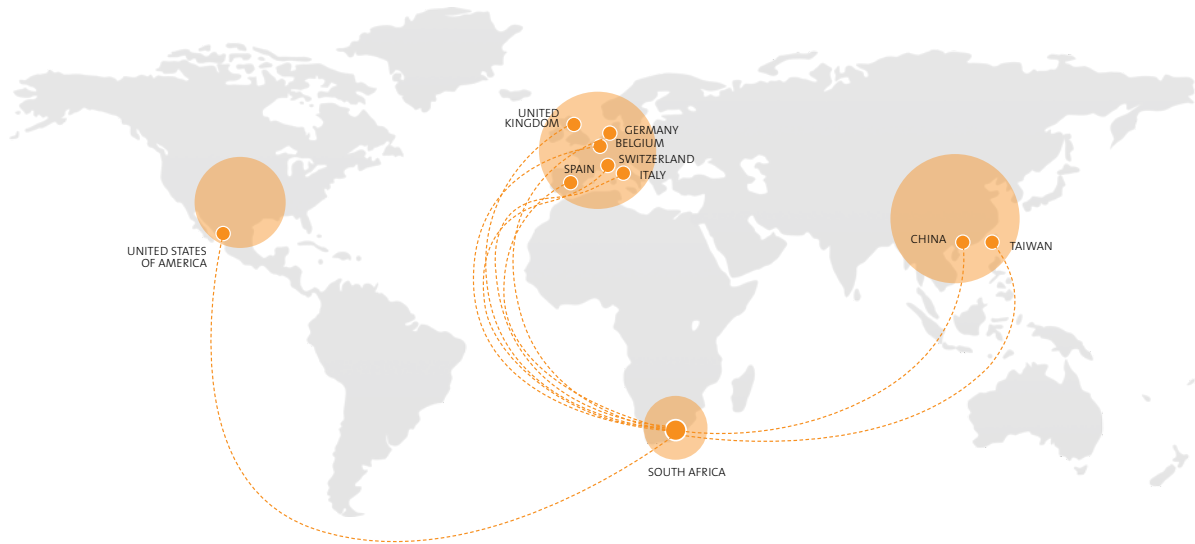 UNITED
KINGDOM
GERMANY
BELGIUM
SWITZERLAND
SPAIN
ITALY
UNITED STATES
OF AMERICA
CHINA
TAIWAN
SOUTH AFRICA